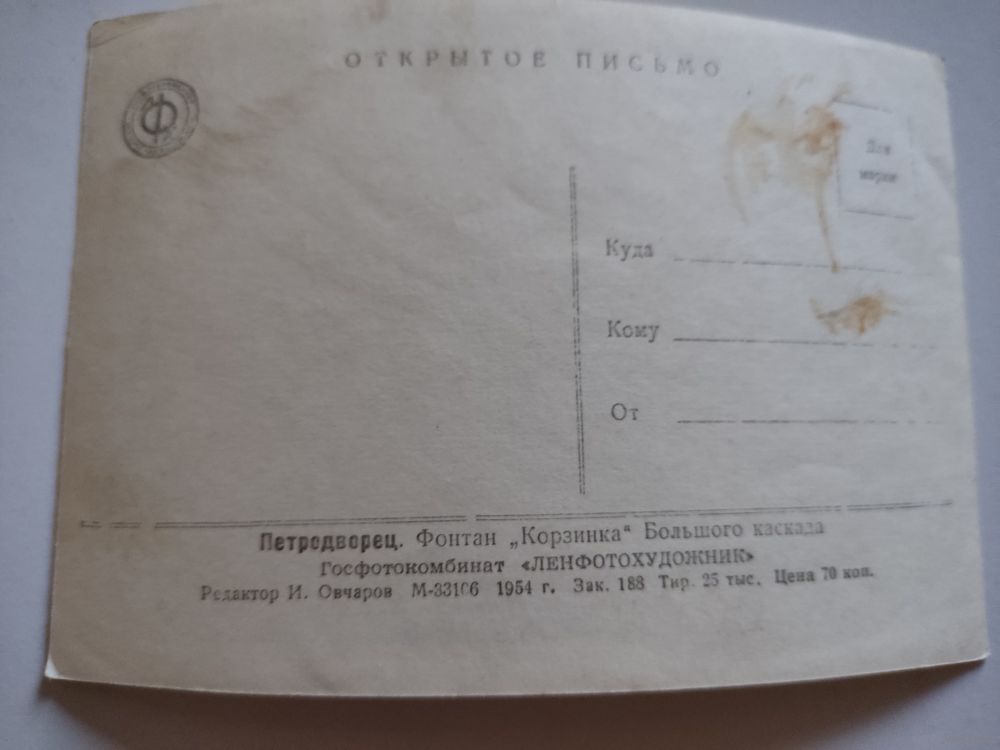 ОТКРЫТОЕ ПИСЬМО
Ф
Для
марки
Куда
Кому
От
Петродворец. Фонтан „Корзинка“ Большого каскада
Госфотокомбинат «ЛЕНФОТОХУДОЖНИК»
Редактор И. Овчаров М-33106 1954 г. Зак. 188 Тир. 25 тыс. Цена 70 коп.